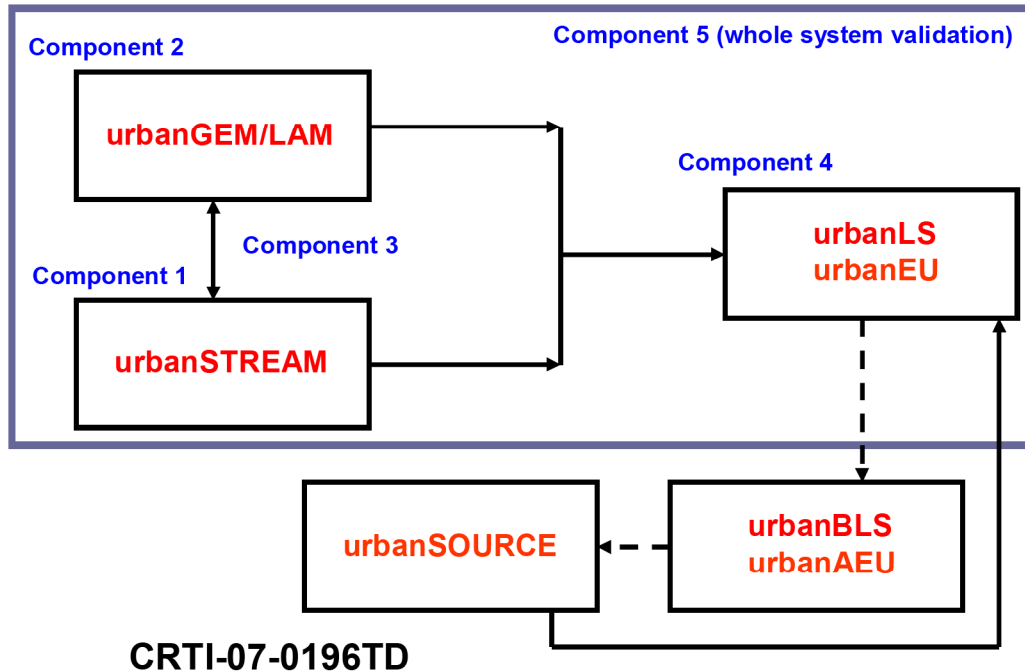 Component 5 (whole system validation)
Component 2
urbanGEM/LAM
Component 4
Component 3
Component 1
urbanLS
urbanEU
urbanSTREAM
urbanSOURCE
urbanBLS
urbanAEU
CRTI-07-0196TD